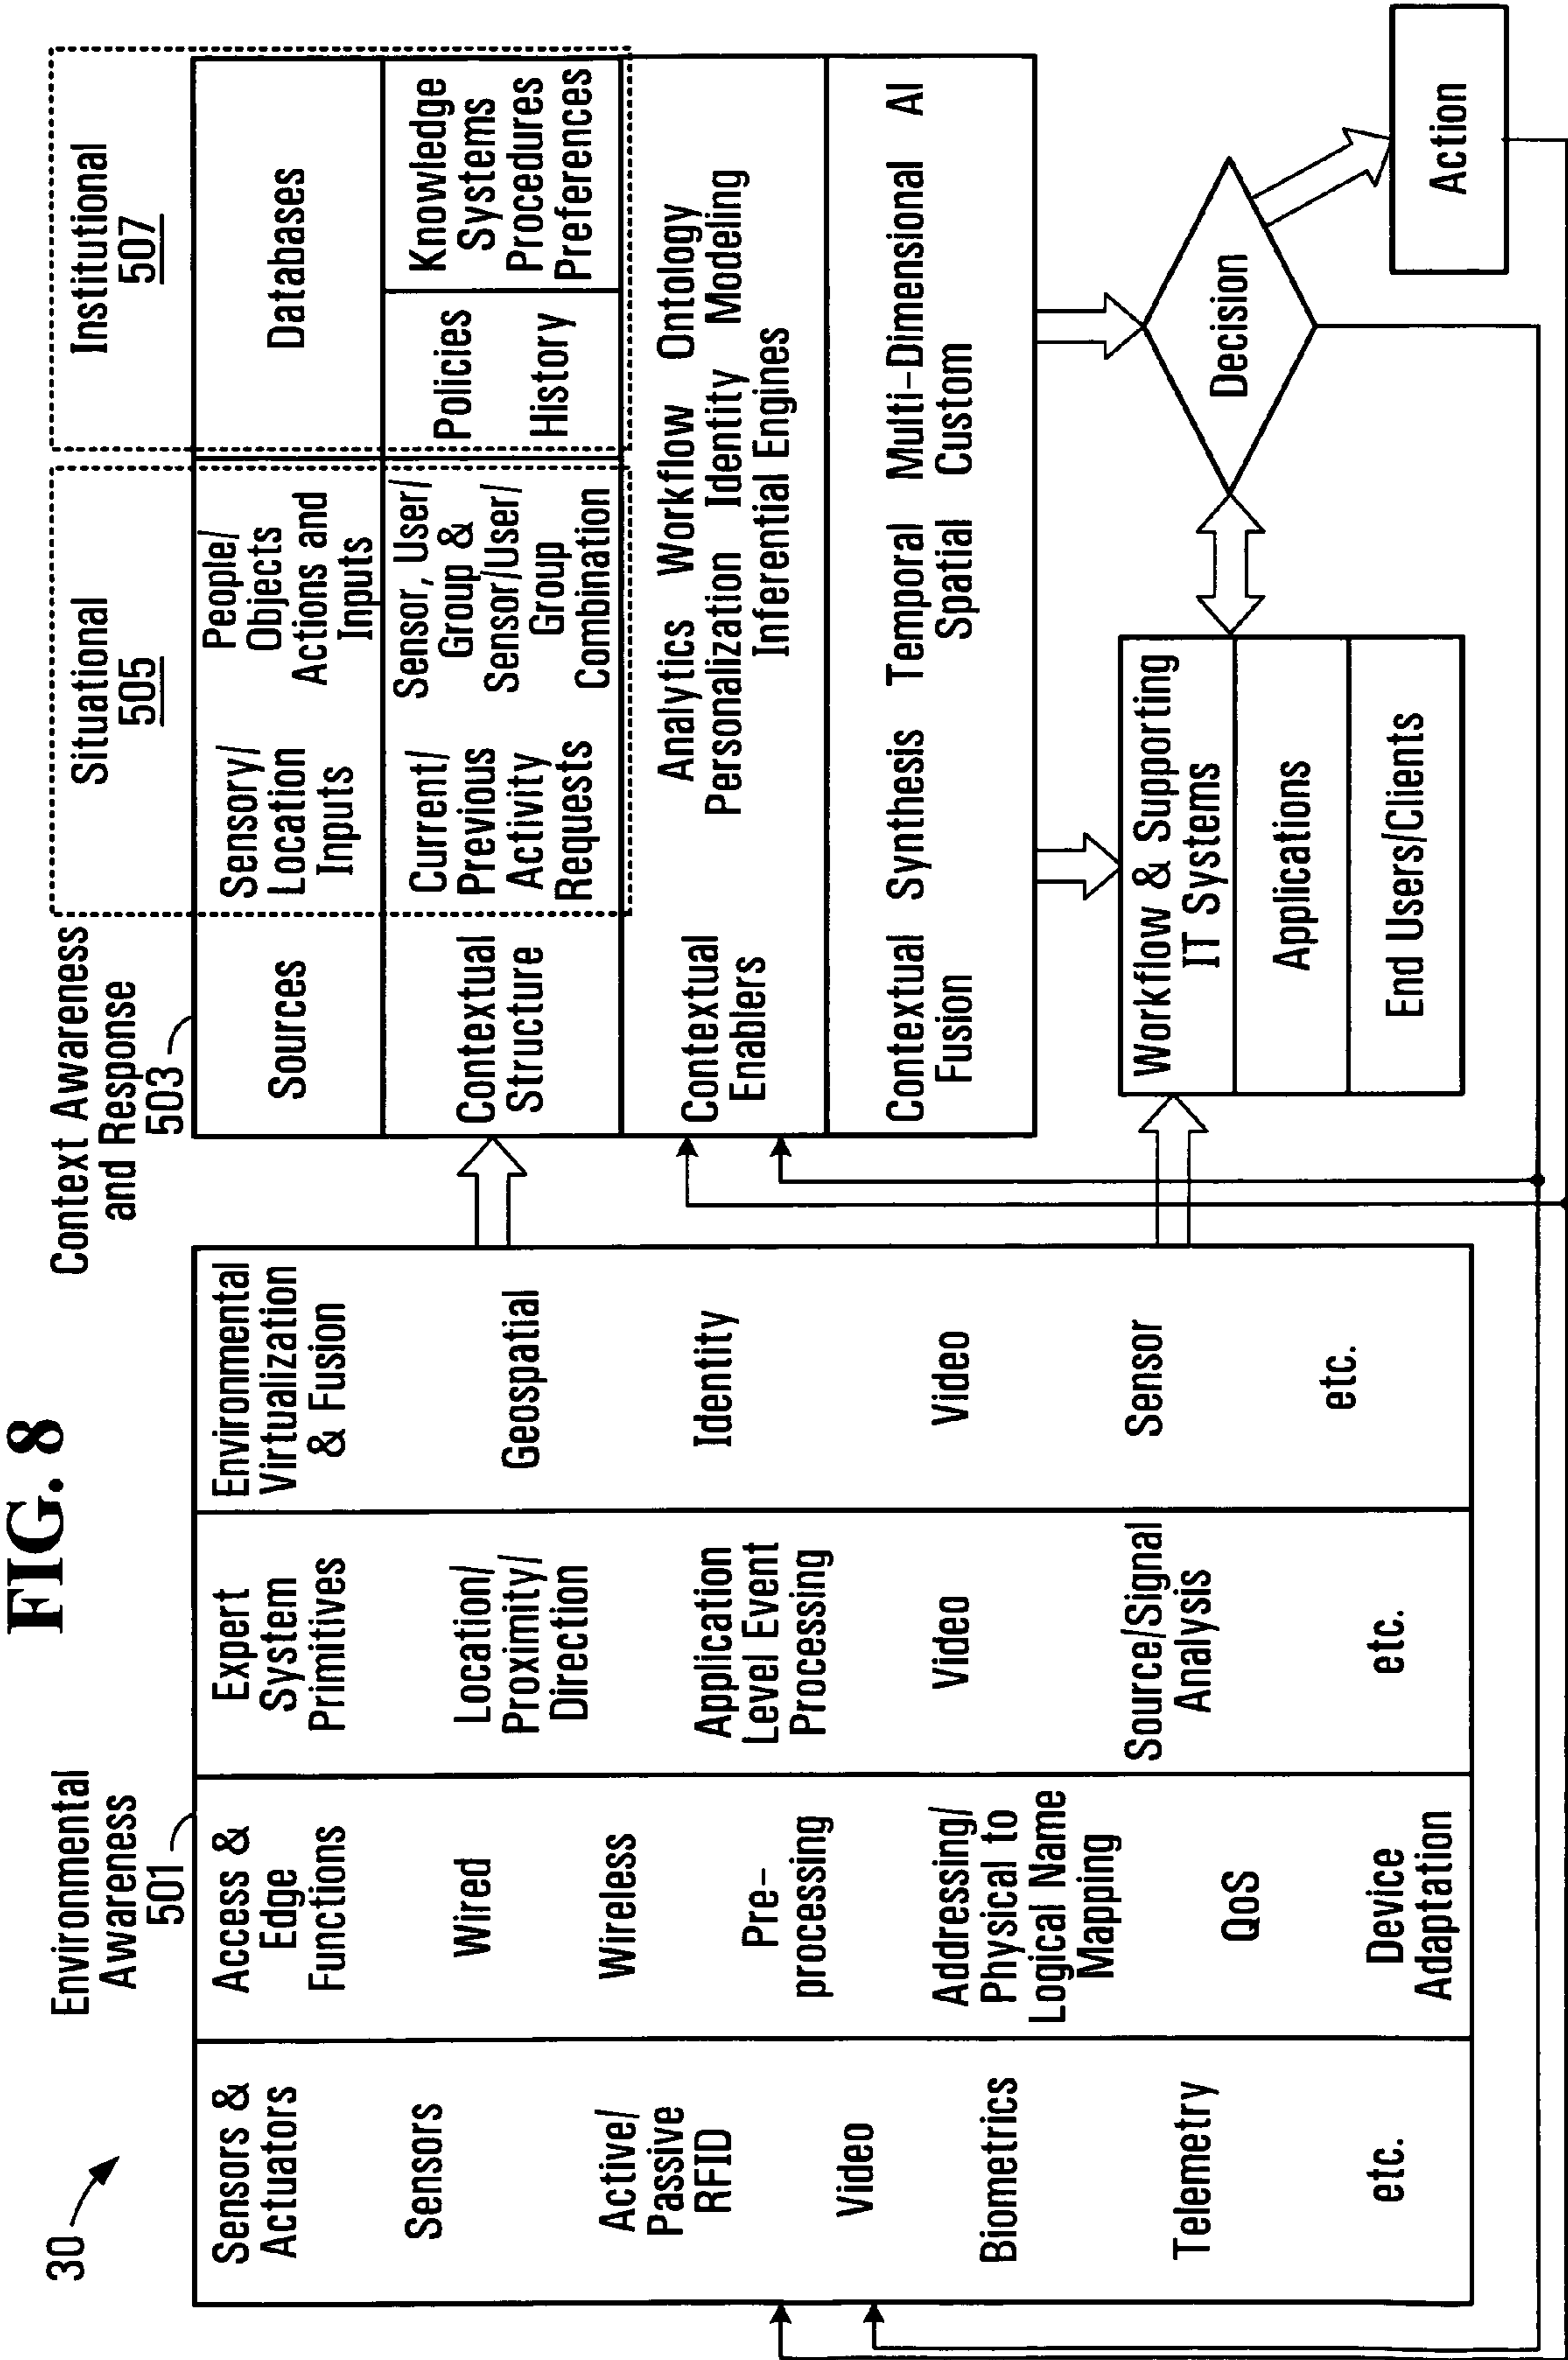 FIG. 8
30
Environmental
Awareness
501
Sensors &
Actuators
Sensors
Active/
Passive
RFID
Video
Biometrics
Telemetry
etc.
Access &
Edge
Functions
Wired
Wireless
Pre-
processing
Addressing/
Physical to
Logical Name
Mapping
QoS
Device
Adaptation
Expert
System
Primitives
Location/
Proximity/
Direction
Application
Level Event
Processing
Video
Source/Signal
Analysis
etc.
Environmental
Virtualization
& Fusion
Geospatial
Identity
Video
Sensor
etc.
Context Awareness
and Response
503
Situational
505
Institutional
507
Sources
Sensory/
Location
Inputs
People/
Objects
Actions and
Inputs
Databases
Contextual
Structure
Current/
Previous
Activity
Requests
Sensor, User/
Group &
Sensor/User/
Group
Combination
Policies
History
Knowledge
Systems
Procedures
Preferences
Contextual
Enablers
Analytics Workflow Ontology
Personalization Identity Modeling
Inferential Engines
Contextual
Fusion
Synthesis Temporal Multi-Dimensional AI
Spatial Custom
Workflow & Supporting
IT Systems
Applications
End Users/Clients
Decision
Action